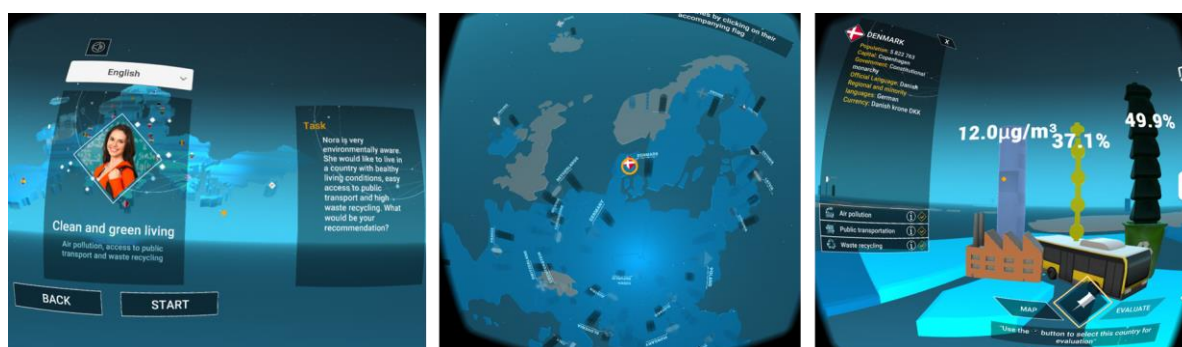 English
Clean and green living
Air pollution, access to public
transport and waste recycling
BACK
START
Task
Nora is very
environmentally aware.
She would like to live in
a country with healthy
living conditions, easy
access to public
transport and high
waste recycling. What
would be your
recommendation?
by clicking on their
accompanying flag
DENMARK
GERMANY
DENMARK
Population: 5 822 763
Capital: Copenhagen
Government: Constitutional
monarchy
Official Language: Danish
Regional and minority
languages: German
Currency: Danish krone DKK
12.0µg/m³
37.1%
49.9%
Air pollution
Public transportation
Waste recycling
MAP
EVALUATE
"Use the button to select this country for
evaluation"